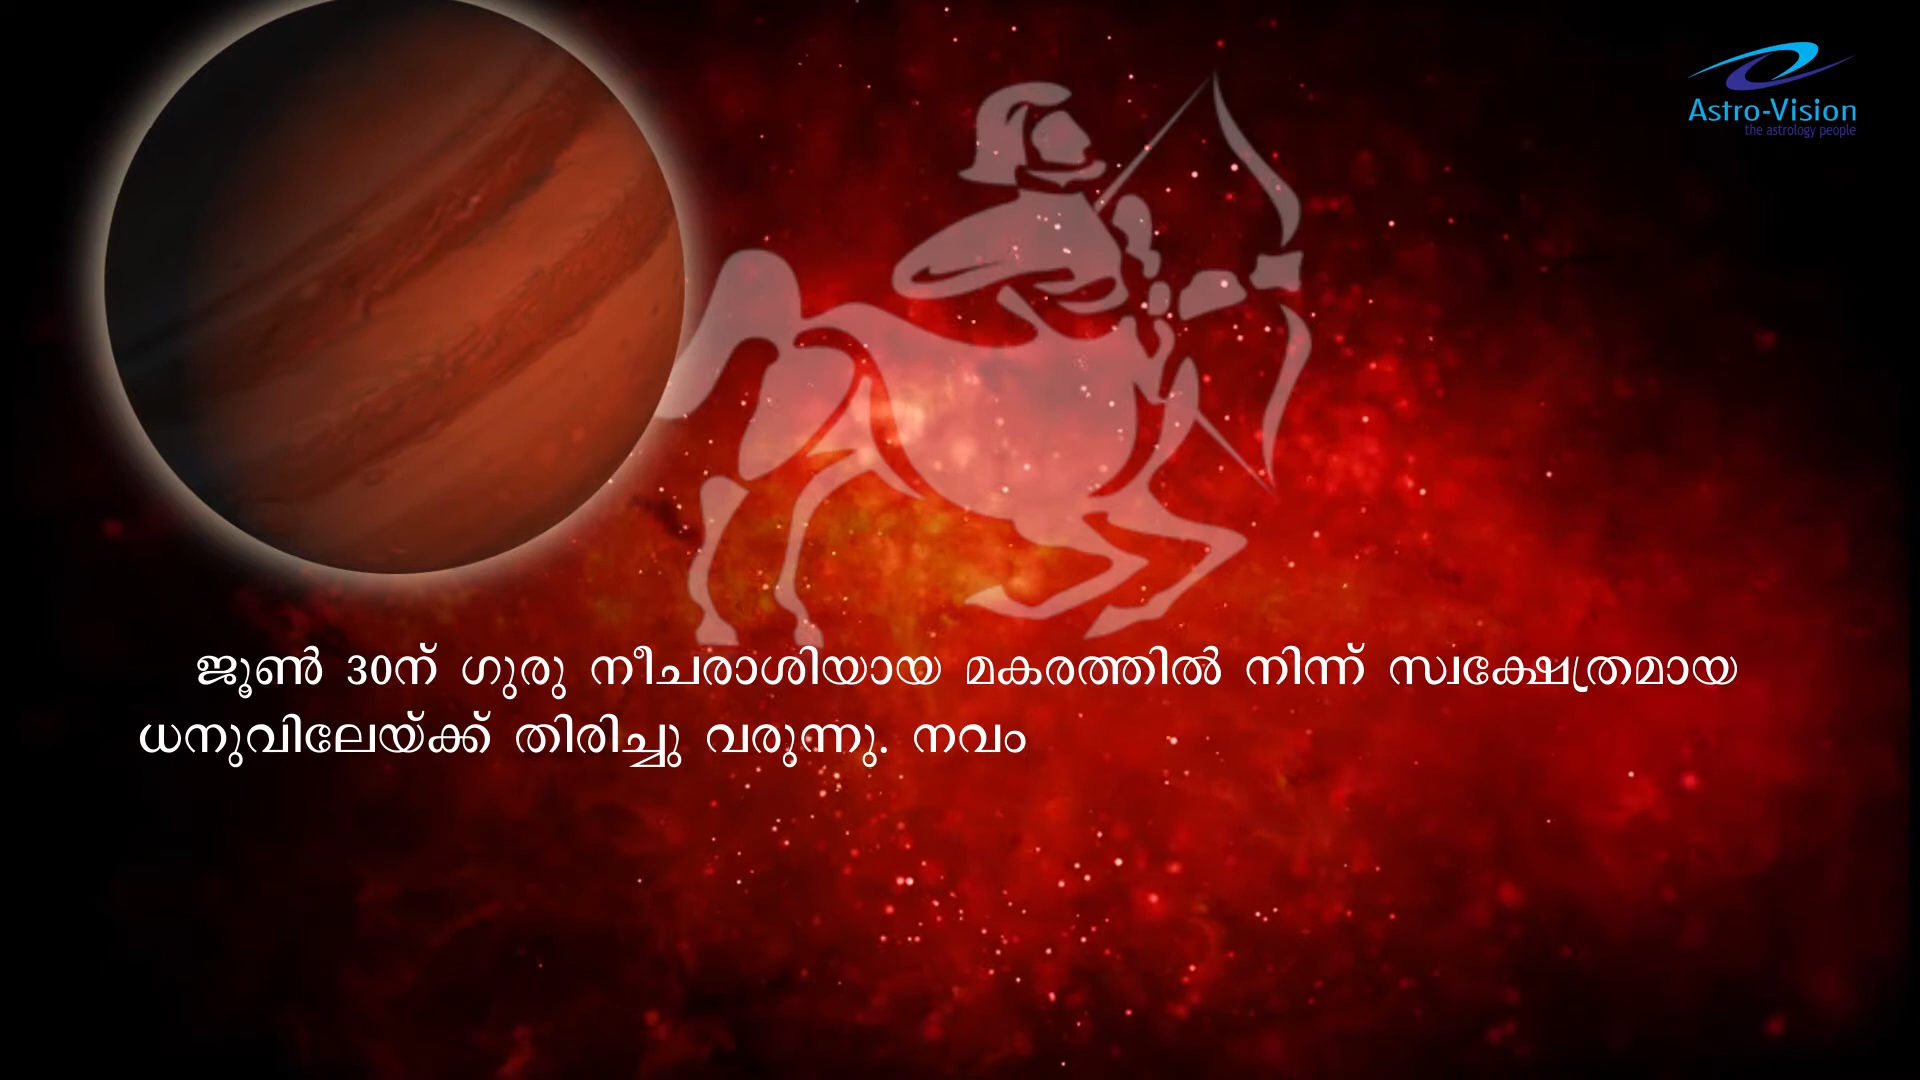 Astro-Vision
the astrology people
ജൂൺ 30ന് ഗുരു നീചരാശിയായ മകരത്തിൽ നിന്ന് സ്വക്ഷേത്രമായ
ധനുവിലേയ്ക്ക് തിരിച്ചു വരുന്നു. നവം